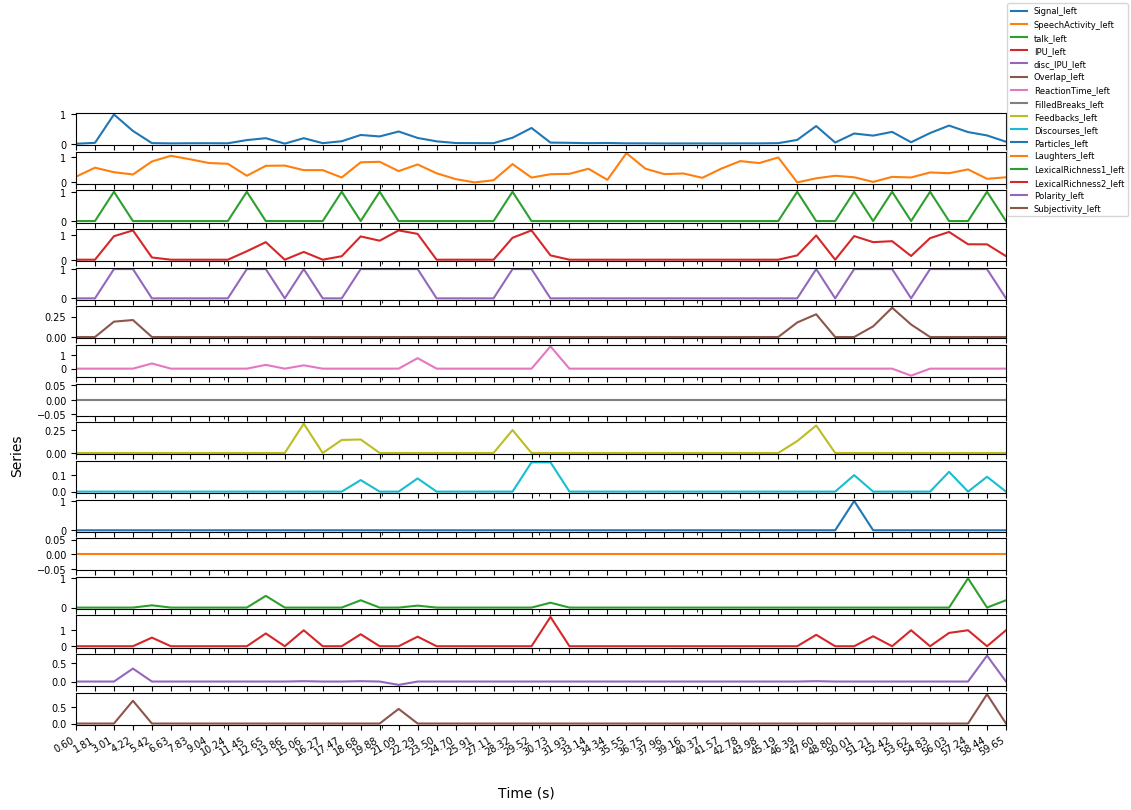 Signal_left
SpeechActivity_left
talk_left
IPU_left
disc_IPU_left
Overlap_left
ReactionTime_left
FilledBreaks_left
Feedbacks_left
Discourses_left
Particles_left
Laughters_left
LexicalRichness1_left
LexicalRichness2_left
Polarity_left
Subjectivity_left
1
0
1
0
1
0
1
0
1
0
0.25
0.00
1
0
0.05
0.00
−0.05
0.25
0.00
0.1
0.0
1
0
0.05
0.00
−0.05
1
0
1
0
0.5
0.0
0.5
0.0
Series
0.60 1.81 3.01 4.22 5.42 6.63 7.83 9.04 10.24 11.45 12.65 13.86 15.06 16.27 17.47 18.68 19.88 21.09 22.29 23.50 24.70 25.91 27.11 28.32 29.52 30.73 31.93 33.14 34.34 35.55 36.75 37.96 39.16 40.37 41.57 42.78 43.98 45.19 46.39 47.60 48.80 50.01 51.21 52.42 53.62 54.83 56.03 57.24 58.44 59.65
Time (s)